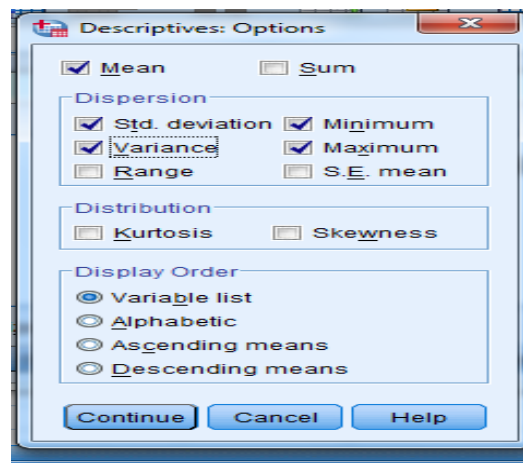 Descriptives: Options
Mean Sum
Dispersion
Std. deviation Minimum
Variance Maximum
Range S.E. mean
Distribution
Kurtosis Skewness
Display Order
Variable list
Alphabetic
Ascending means
Descending means
Continue Cancel Help